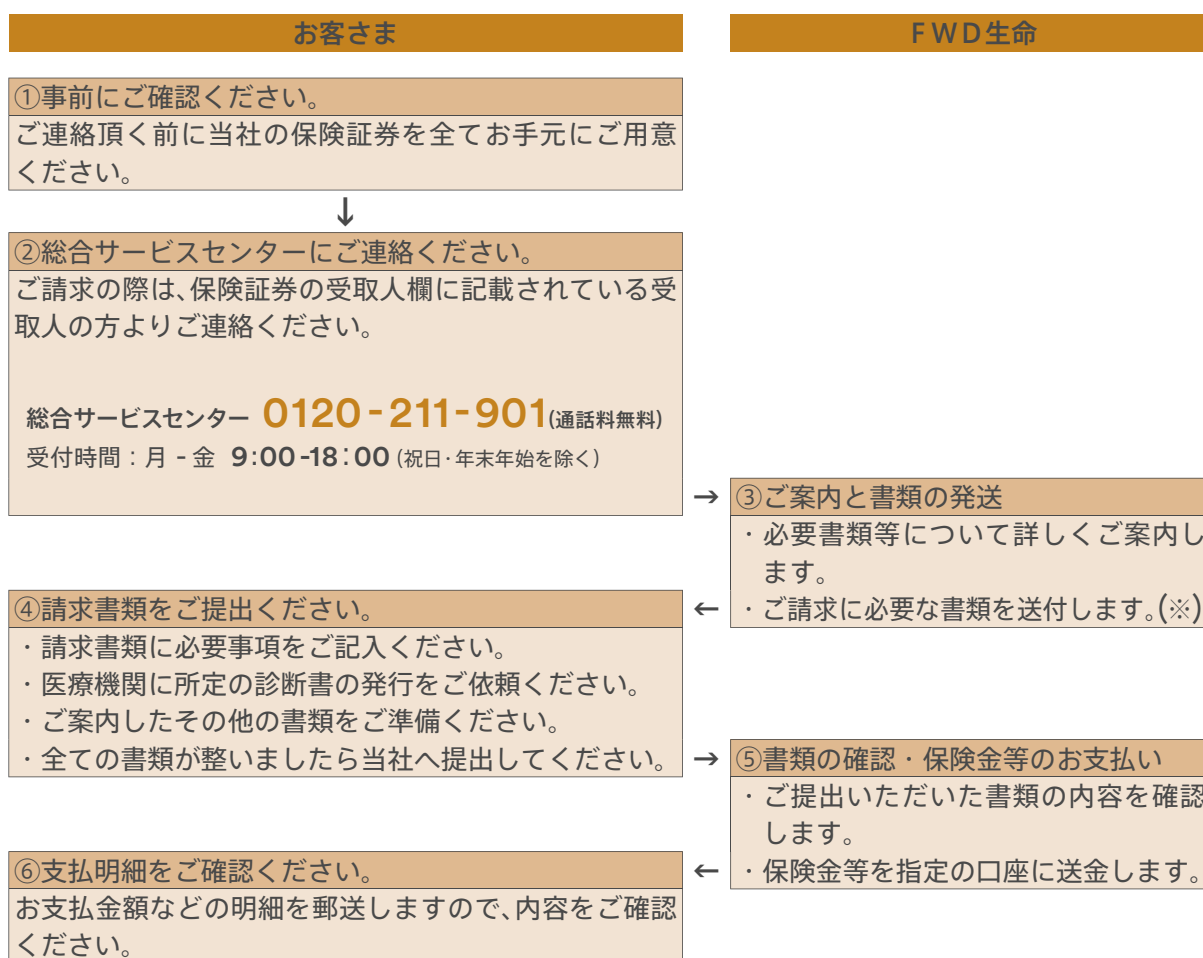 お客さま
FWD生命
①事前にご確認ください。
ご連絡頂く前に当社の保険証券を全てお手元にご用意
ください。
↓
②総合サービスセンターにご連絡ください。
ご請求の際は、保険証券の受取人欄に記載されている受
取人の方よりご連絡ください。
総合サービスセンター 0120-211-901(通話料無料)
受付時間：月-金 9:00-18:00(祝日・年末年始を除く)
→
③ご案内と書類の発送
・必要書類等について詳しくご案内し
ます。
・ご請求に必要な書類を送付します。(※)
←
④請求書類をご提出ください。
・請求書類に必要事項をご記入ください。
・医療機関に所定の診断書の発行をご依頼ください。
・ご案内したその他の書類をご準備ください。
・全ての書類が整いましたら当社へ提出してください。
→
⑤書類の確認・保険金等のお支払い
・ご提出いただいた書類の内容を確認
します。
・保険金等を指定の口座に送金します。
←
⑥支払明細をご確認ください。
お支払金額などの明細を郵送しますので、内容をご確認
ください。